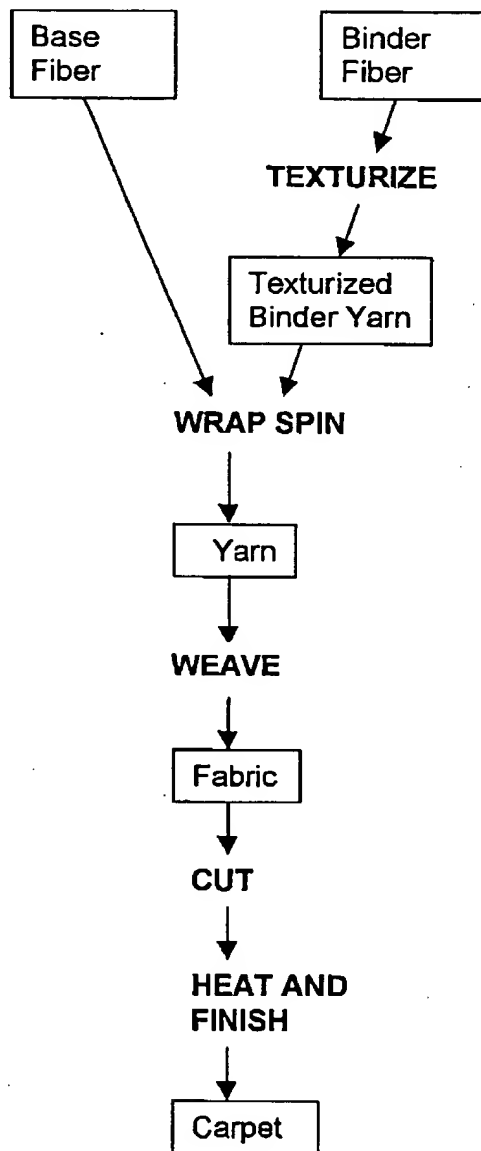 Base
Fiber
Binder
Fiber
TEXTURIZE
Texturized
Binder Yarn
WRAP SPIN
Yarn
WEAVE
Fabric
CUT
HEAT AND
FINISH
Carpet